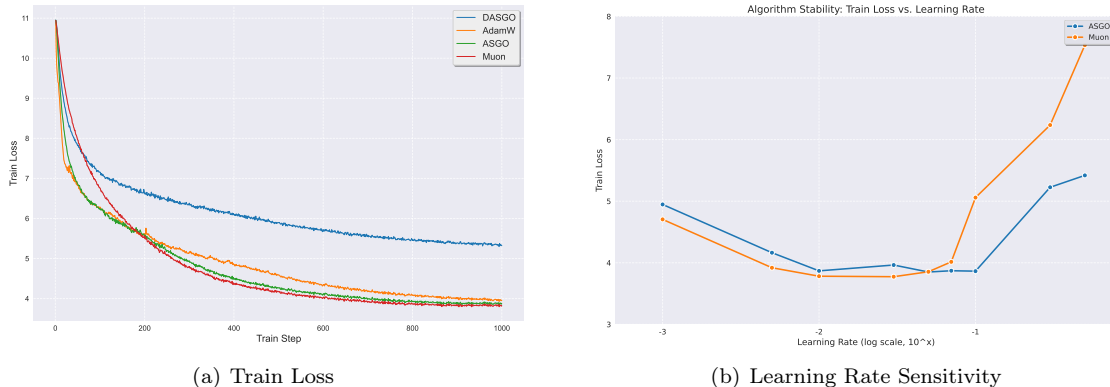 11
10
9
8
7
6
5
4
Train Loss
0
200
400
600
800
1000
Train Step
DASGO
AdamW
ASGO
Muon
(a) Train Loss
Algorithm Stability: Train Loss vs. Learning Rate
8
7
6
5
4
3
Train Loss
-3
-2
-1
Learning Rate (log scale, 10^x)
ASGO
Muon
(b) Learning Rate Sensitivity